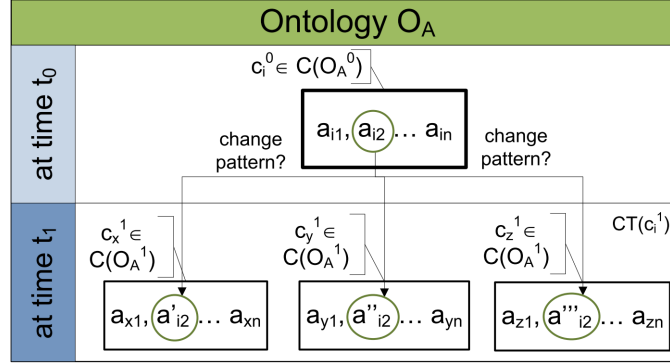 Ontology O_A
at time t_0
c_i^0 ∈ C(O_A^0)
a_i1, a_i2 … a_in
change pattern?
change pattern?
at time t_1
CT(c_i^1)
c_x^1 ∈ C(O_A^1)
c_y^1 ∈ C(O_A^1)
c_z^1 ∈ C(O_A^1)
a_x1, a'_i2 … a_xn
a_y1, a''_i2 … a_yn
a_z1, a'''_i2 … a_zn